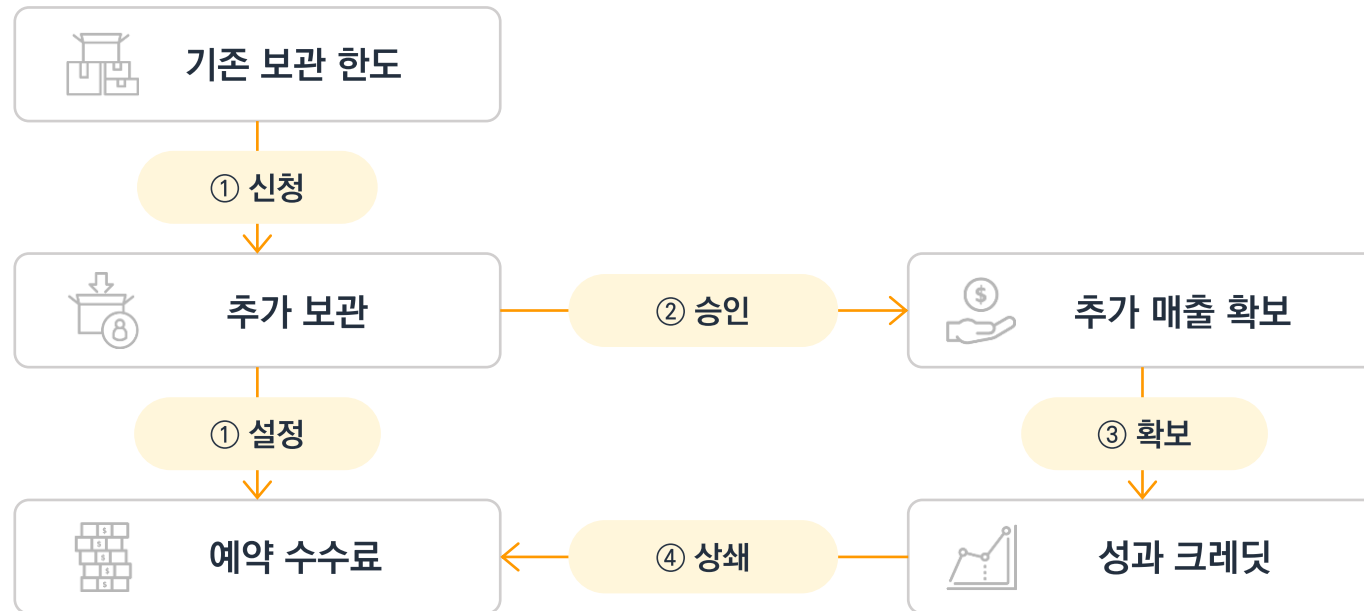 기존 보관 한도
① 신청
추가 보관
② 승인
추가 매출 확보
① 설정
③ 확보
예약 수수료
④ 상쇄
성과 크레딧